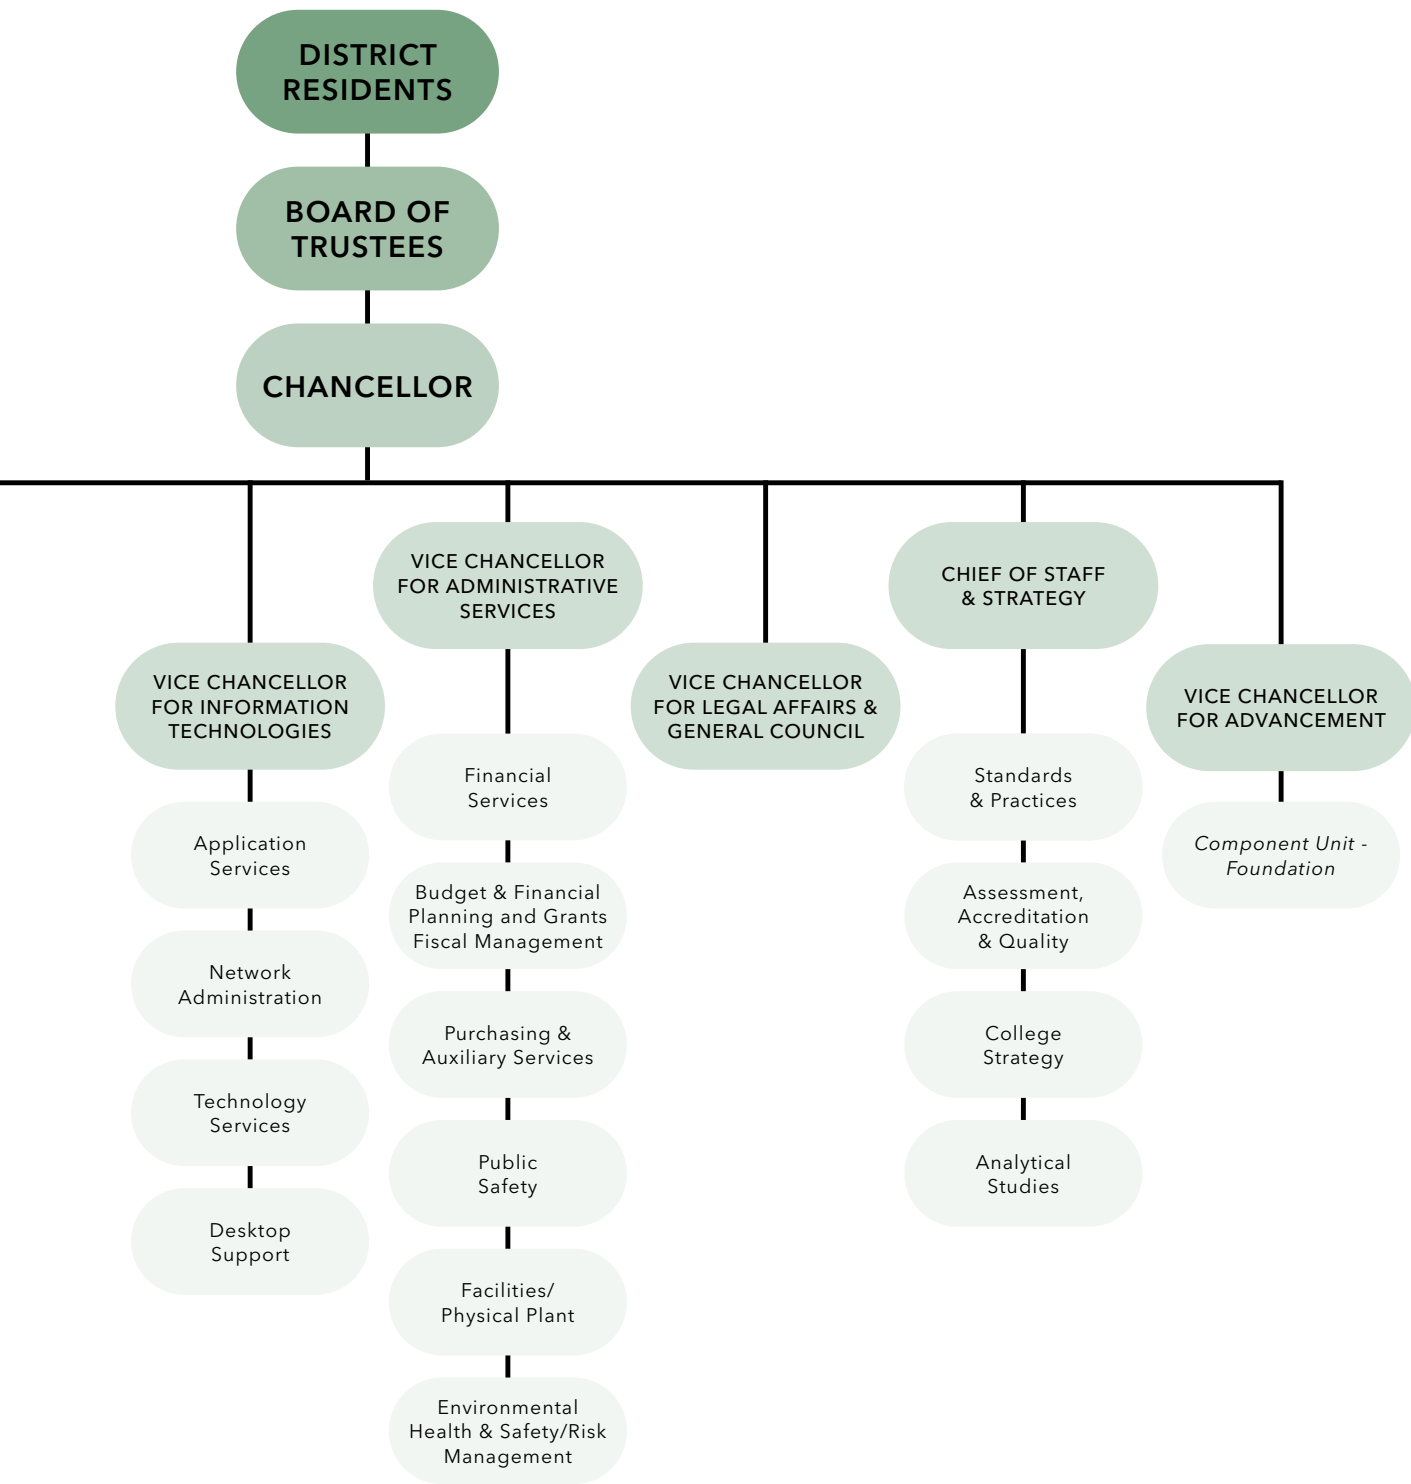 DISTRICT
RESIDENTS
BOARD OF
TRUSTEES
CHANCELLOR
VICE CHANCELLOR
FOR INFORMATION
TECHNOLOGIES
Application
Services
Network
Administration
Technology
Services
Desktop
Support
VICE CHANCELLOR
FOR ADMINISTRATIVE
SERVICES
Financial
Services
Budget & Financial
Planning and Grants
Fiscal Management
Purchasing &
Auxiliary Services
Public
Safety
Facilities/
Physical Plant
Environmental
Health & Safety/Risk
Management
VICE CHANCELLOR
FOR LEGAL AFFAIRS &
GENERAL COUNCIL
CHIEF OF STAFF
& STRATEGY
Standards
& Practices
Assessment,
Accreditation
& Quality
College
Strategy
Analytical
Studies
VICE CHANCELLOR
FOR ADVANCEMENT
Component Unit -
Foundation